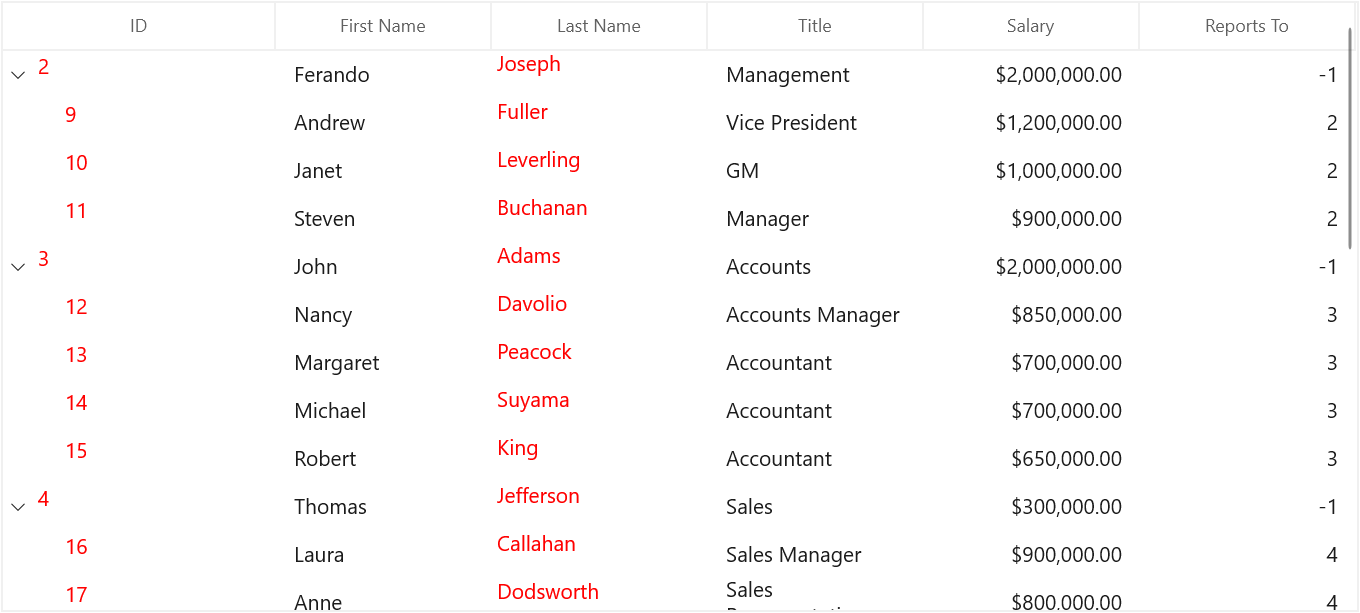 ID First Name Last Name Title Salary Reports To
2 Ferando Joseph Management $2,000,000.00 -1
9 Andrew Fuller Vice President $1,200,000.00 2
10 Janet Leverling GM $1,000,000.00 2
11 Steven Buchanan Manager $900,000.00 2
3 John Adams Accounts $2,000,000.00 -1
12 Nancy Davolio Accounts Manager $850,000.00 3
13 Margaret Peacock Accountant $700,000.00 3
14 Michael Suyama Accountant $700,000.00 3
15 Robert King Accountant $650,000.00 3
4 Thomas Jefferson Sales $300,000.00 -1
16 Laura Callahan Sales Manager $900,000.00 4
17 Anne Dodsworth Sales $800,000.00 4